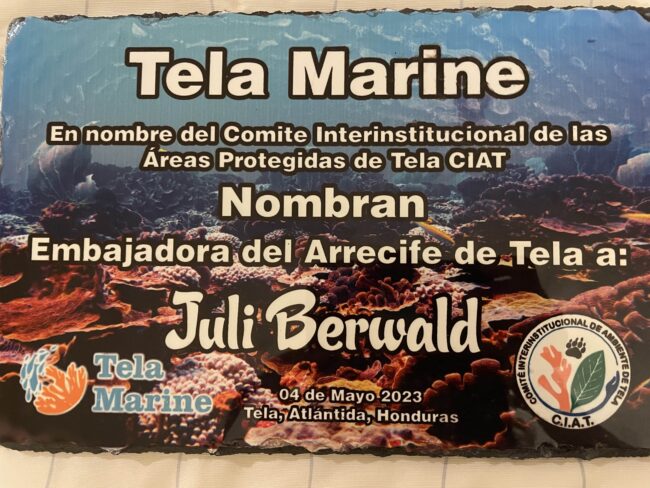 Tela Marine
En nombre del Comite Interinstitucional de las
Áreas Protegidas de Tela CIAT
Nombran
Embajadora del Arrecife de Tela a:
Juli Berwald
Tela
Marine
04 de Mayo 2023
Tela, Atlántida, Honduras
COMITÉ INTERINSTITUCIONAL DE AMBIENTE DE TELA
C.I.A.T.